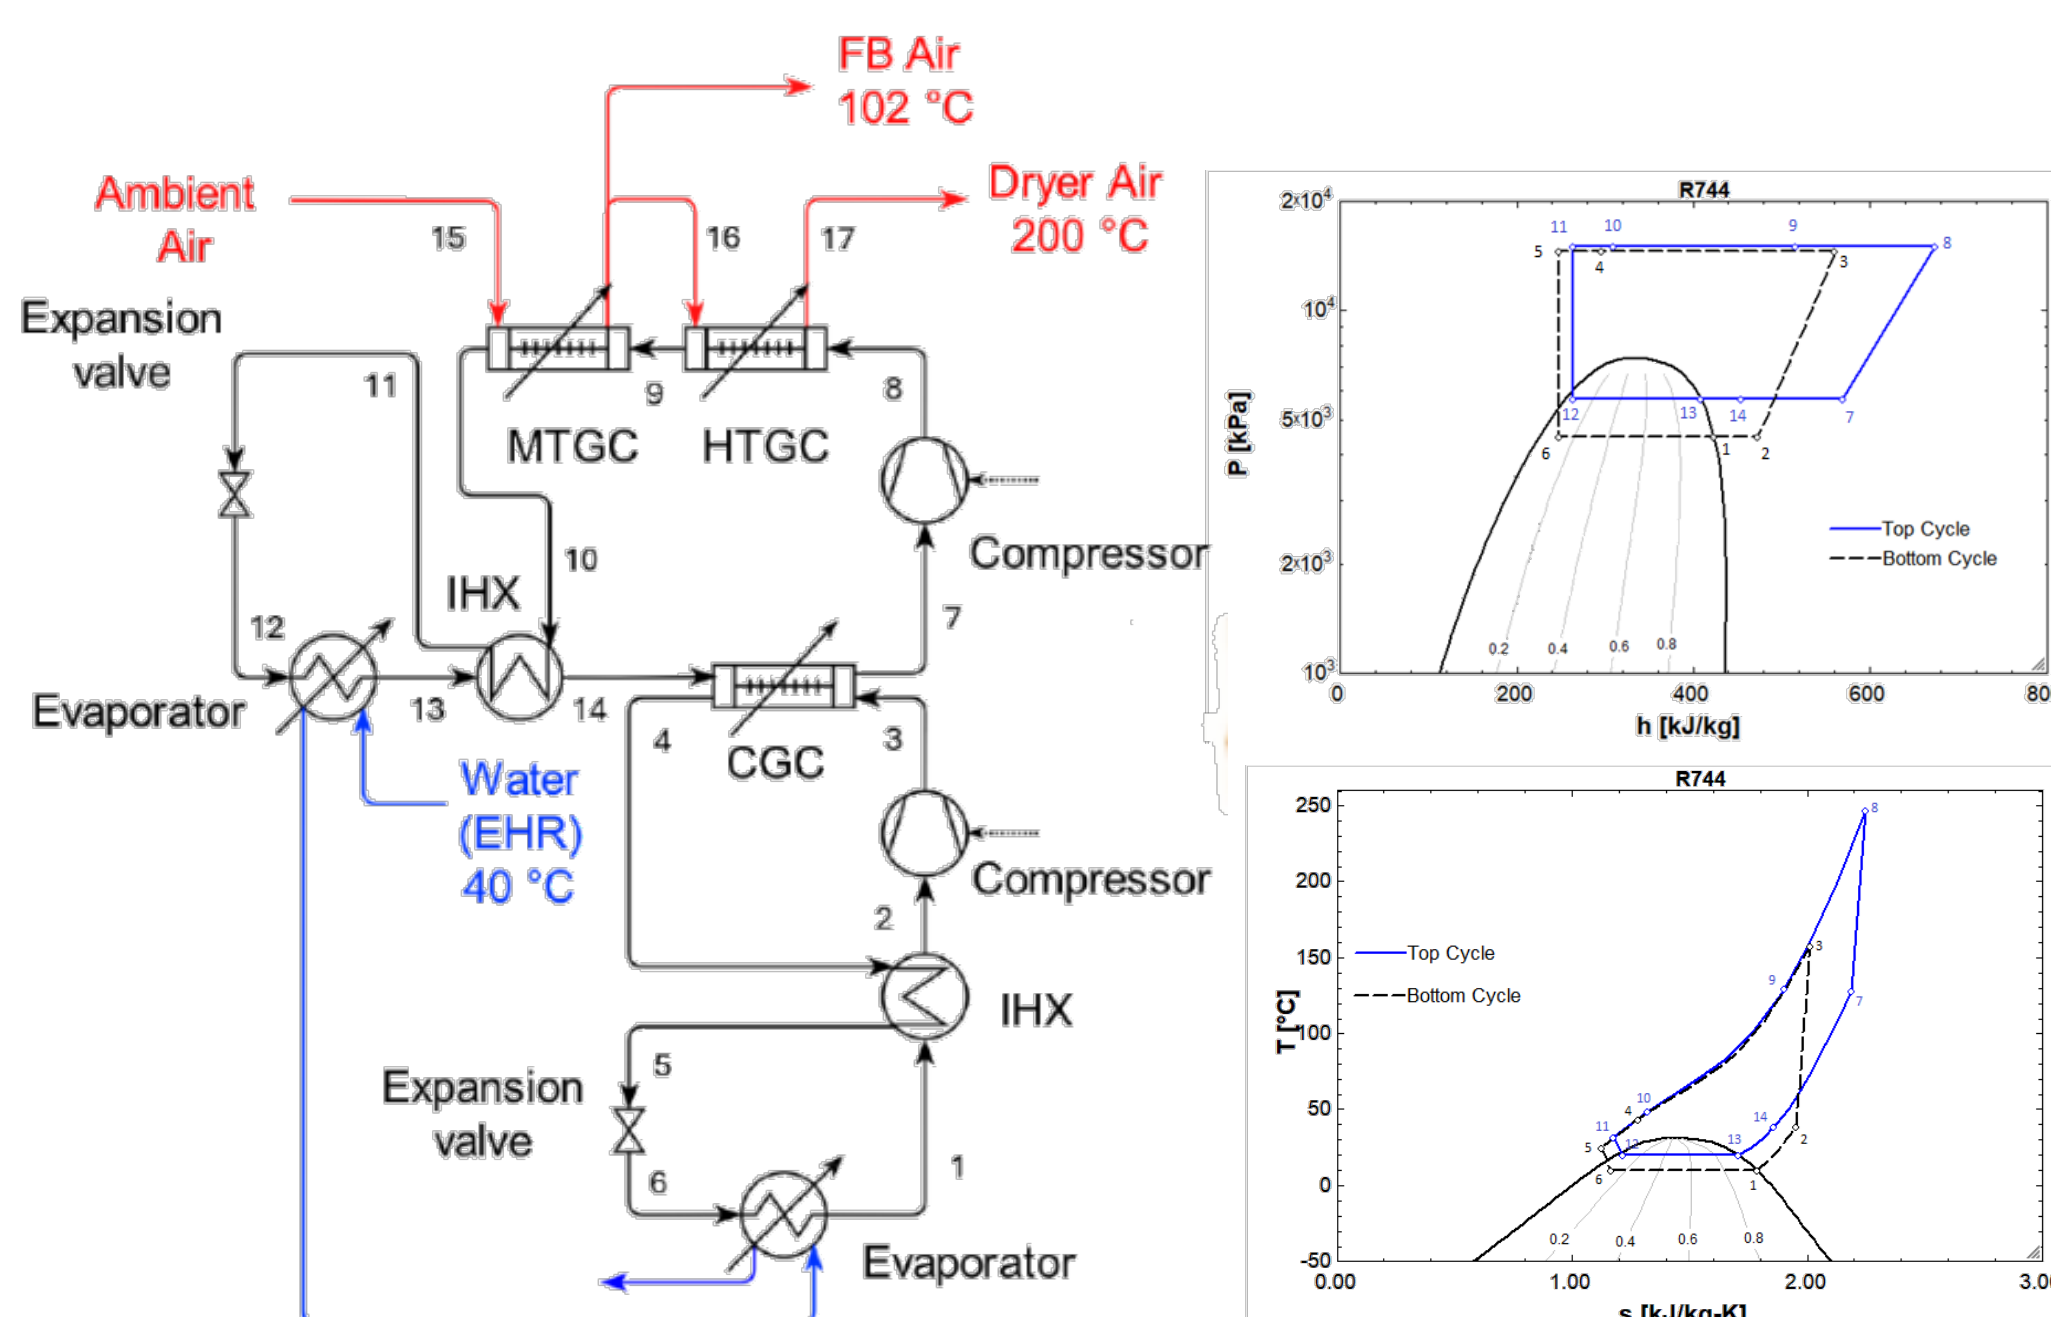 FB Air
102 °C
Ambient
Air
Dryer Air
200 °C
15
16
17
Expansion
valve
11
9
8
MTGC
HTGC
Compressor
10
IHX
7
12
Evaporator
13
14
4
3
CGC
Water
(EHR)
40 °C
Compressor
2
IHX
5
Expansion
valve
6
1
Evaporator
R744
2x10⁴
10⁴
5x10³
2x10³
10³
P [kPa]
11
10
9
8
5
4
3
12
13
14
7
6
1
2
Top Cycle
Bottom Cycle
0.2
0.4
0.6
0.8
0
200
400
600
80
h [kJ/kg]
R744
250
200
150
100
50
0
-50
T [°C]
8
3
9
7
Top Cycle
Bottom Cycle
10
4
14
11
12
13
2
5
6
1
0.2
0.4
0.6
0.8
0.00
1.00
2.00
3.0
s [kJ/kg-K]